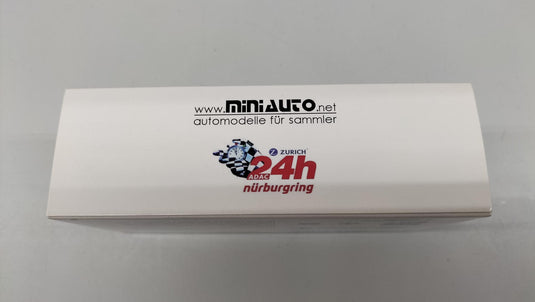 www.miniAUTO.net
automodelle für sammler
Z ZURICH
24h
ADAC
nürburgring